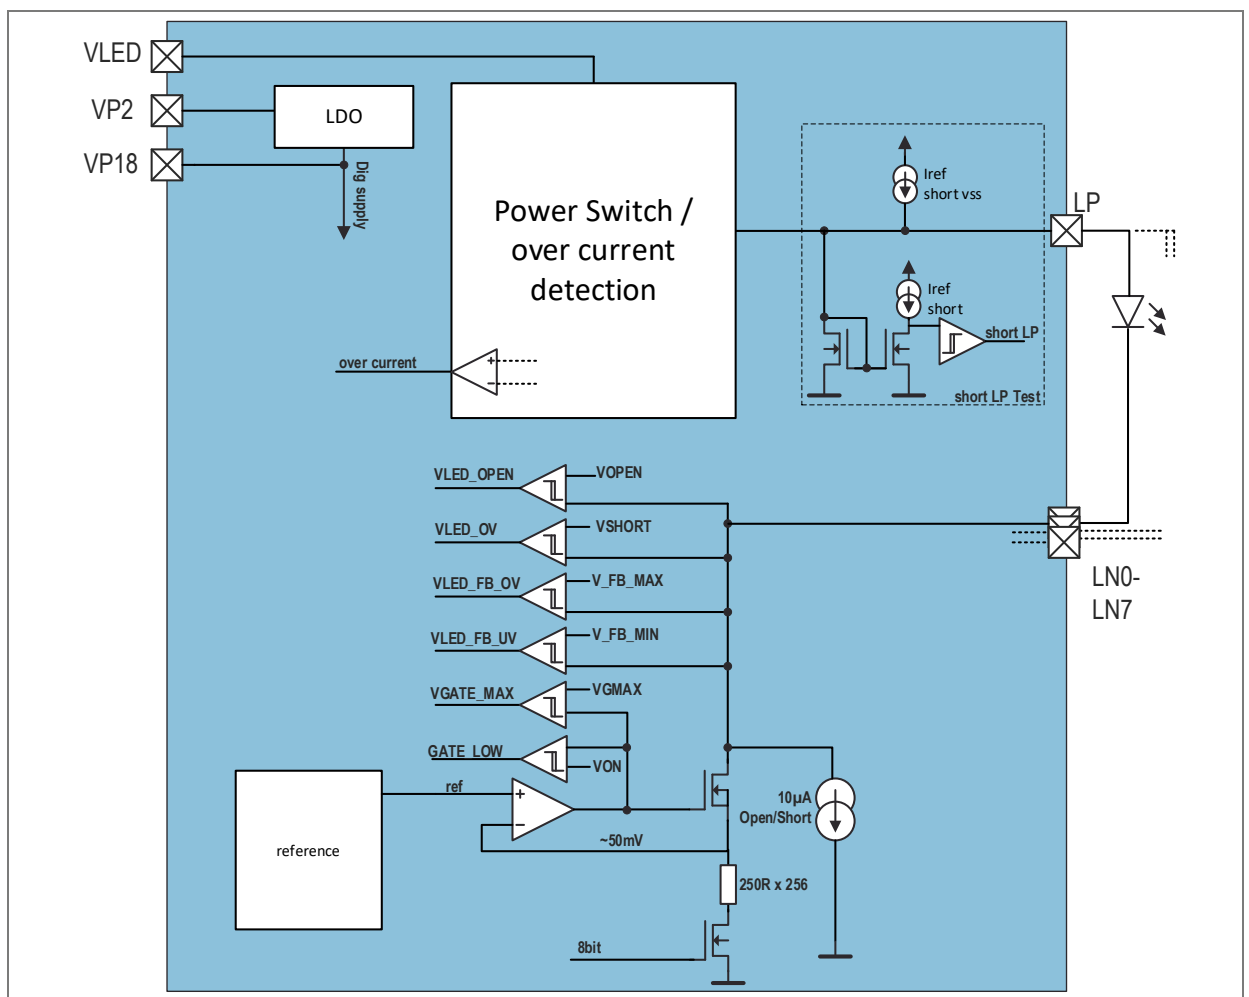 VLED
VP2
VP18
LDO
Dig supply
Power Switch /
over current
detection
over current
Iref
short vss
Iref
short
short LP
short LP Test
LP
LN0-
LN7
VLED_OPEN
VOPEN
VLED_OV
VSHORT
VLED_FB_OV
V_FB_MAX
VLED_FB_UV
V_FB_MIN
VGATE_MAX
VGMAX
GATE_LOW
VON
ref
+
−
reference
~50mV
10µA
Open/Short
250R x 256
8bit